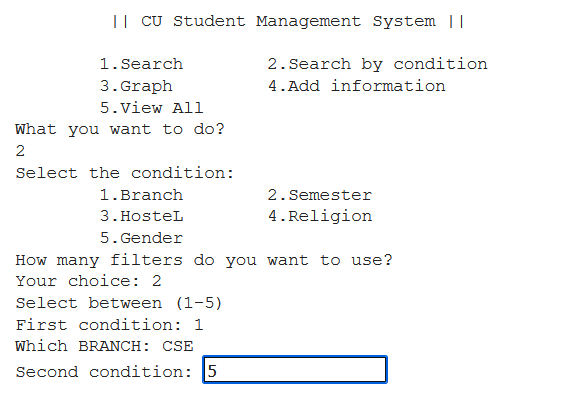 || CU Student Management System ||
1.Search 2.Search by condition
3.Graph 4.Add information
5.View All
What you want to do?
2
Select the condition:
1.Branch 2.Semester
3.HosteL 4.Religion
5.Gender
How many filters do you want to use?
Your choice: 2
Select between (1-5)
First condition: 1
Which BRANCH: CSE
Second condition: 5